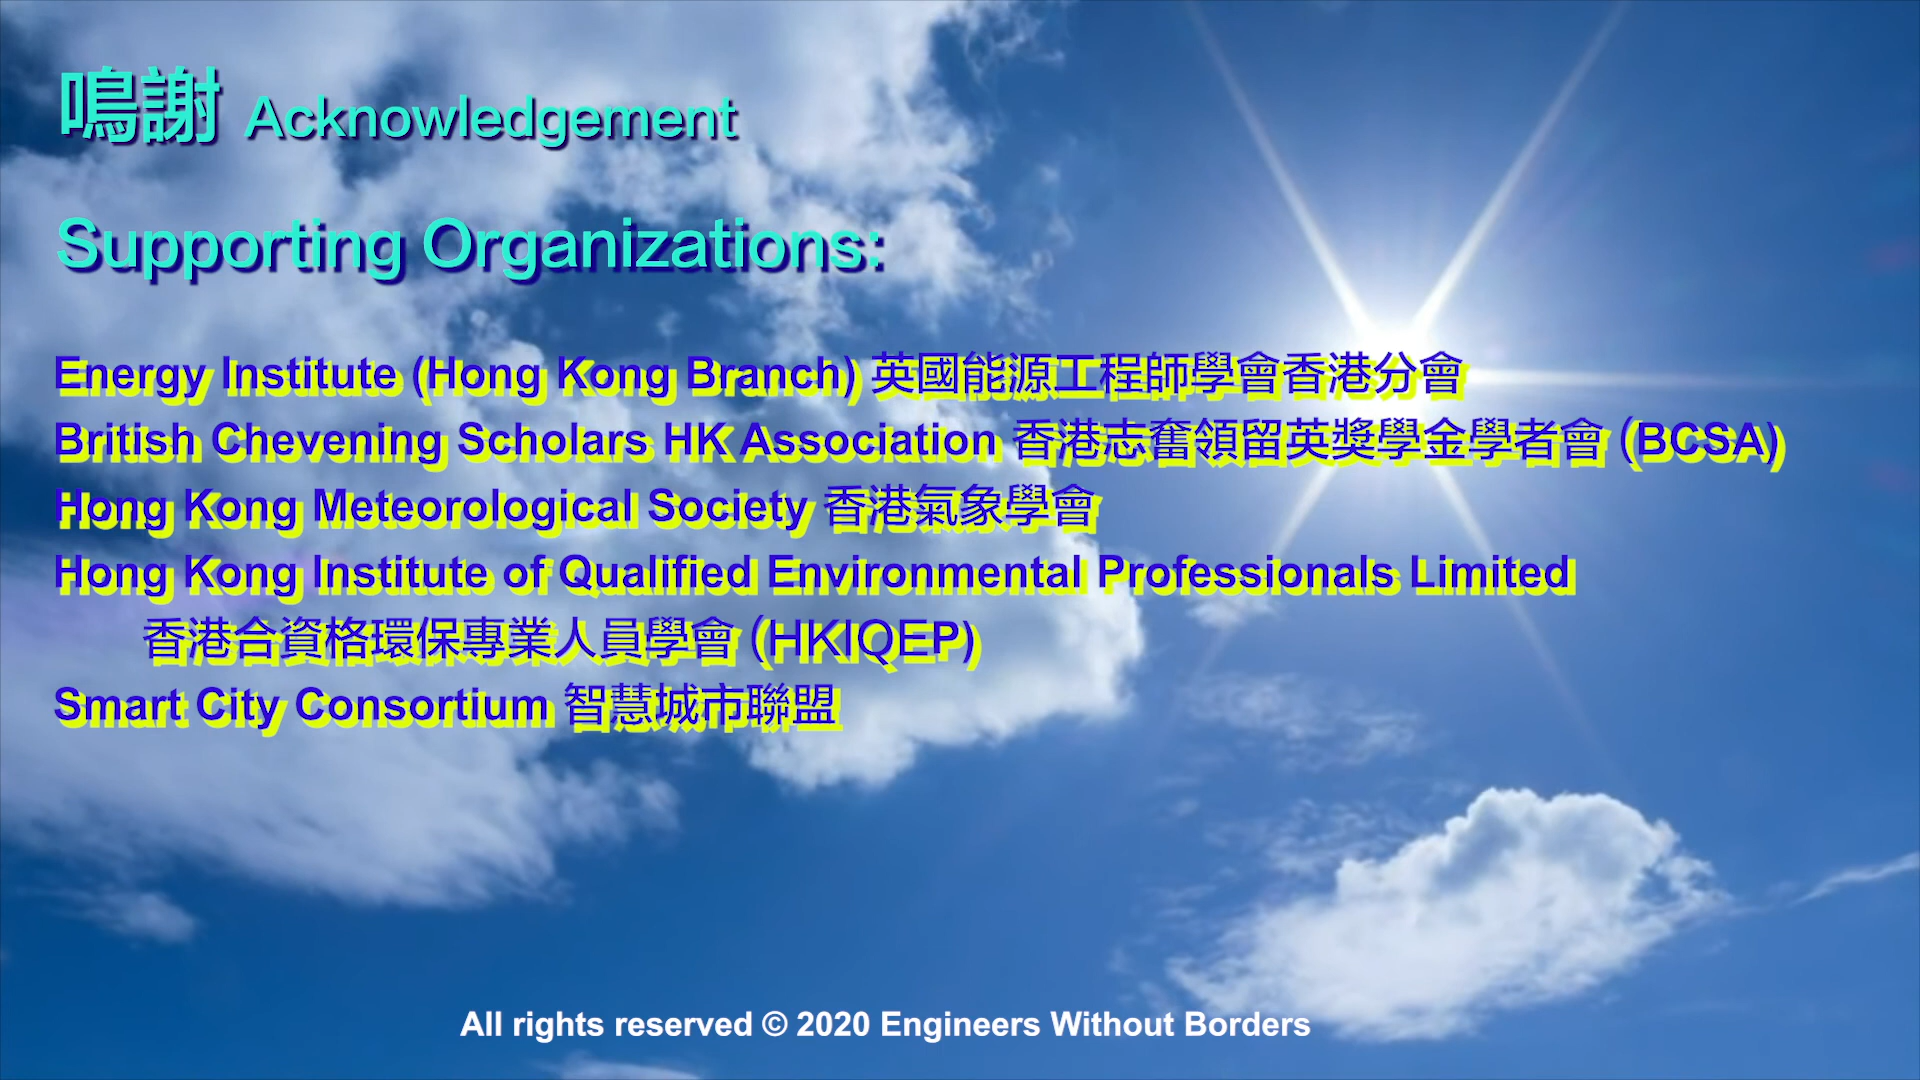 鳴謝 Acknowledgement
Supporting Organizations:
Energy Institute (Hong Kong Branch) 英國能源工程師學會香港分會
British Chevening Scholars HK Association 香港志奮領留英獎學金學者會 (BCSA)
Hong Kong Meteorological Society 香港氣象學會
Hong Kong Institute of Qualified Environmental Professionals Limited
香港合資格環保專業人員學會 (HKIQEP)
Smart City Consortium 智慧城市聯盟
All rights reserved © 2020 Engineers Without Borders